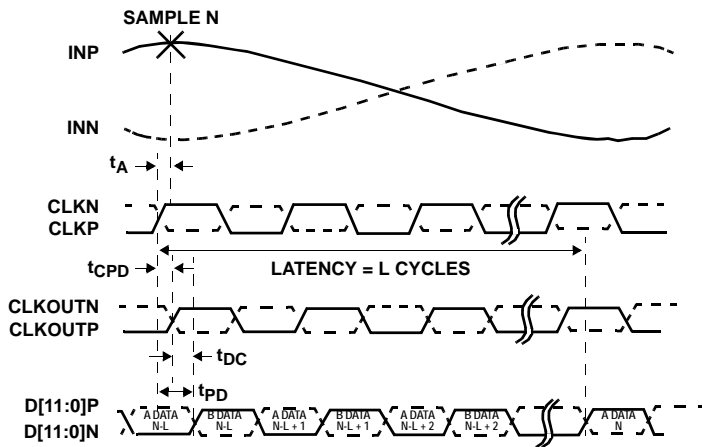 SAMPLE N
INP
INN
tA
CLKN
CLKP
LATENCY = L CYCLES
tCPD
CLKOUTN
CLKOUTP
tDC
tPD
D[11:0]P
D[11:0]N
A DATA N-L
B DATA N-L
A DATA N-L + 1
B DATA N-L + 1
A DATA N-L + 2
B DATA N-L + 2
A DATA N